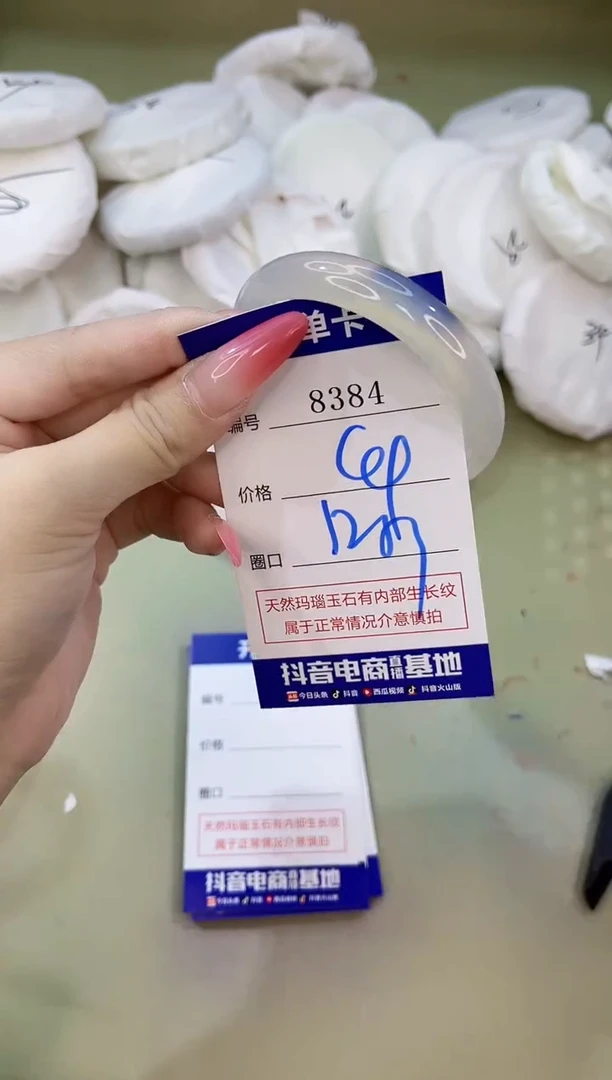 单卡
编号 8384
价格
圈口
天然玛瑙玉石有内部生长纹
属于正常情况介意慎拍
抖音电商直播基地
今日头条 抖音 西瓜视频 抖音火山版
开
编号
价格
圈口
天然玛瑙玉石有内部生长纹
属于正常情况介意慎拍
抖音电商直播基地